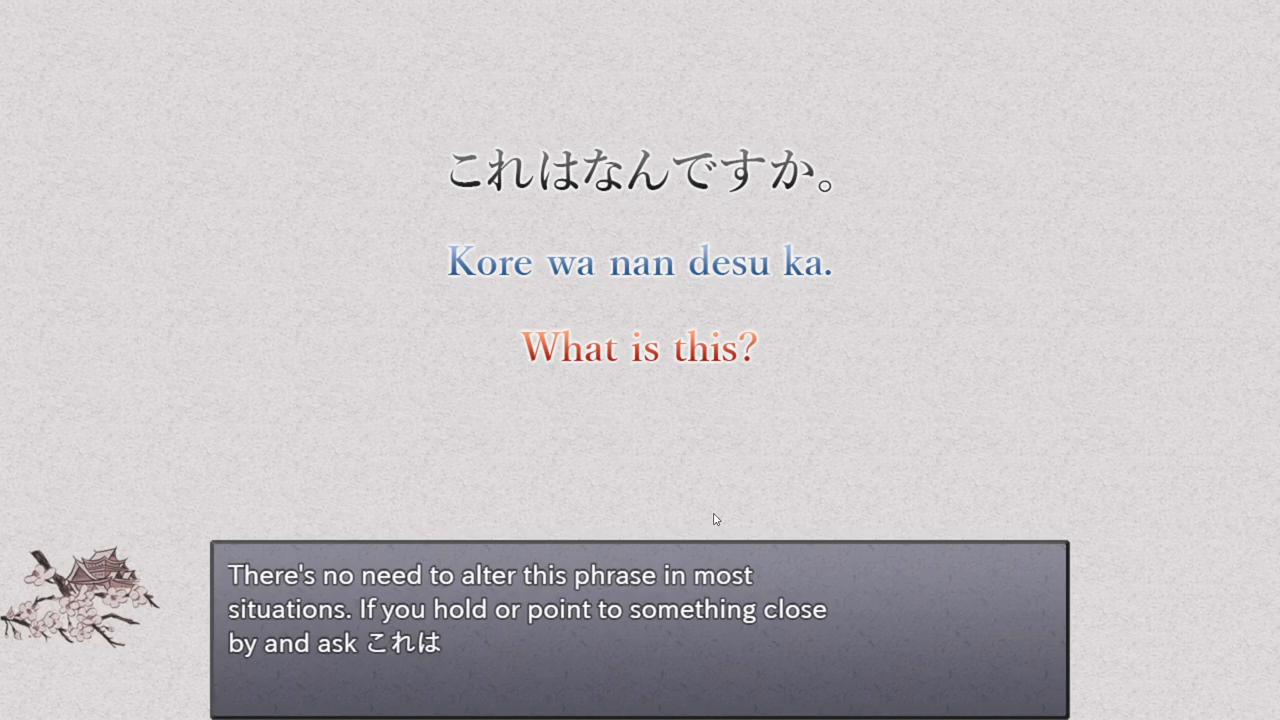 これはなんですか。
Kore wa nan desu ka.
What is this?
There's no need to alter this phrase in most
situations. If you hold or point to something close
by and ask これは